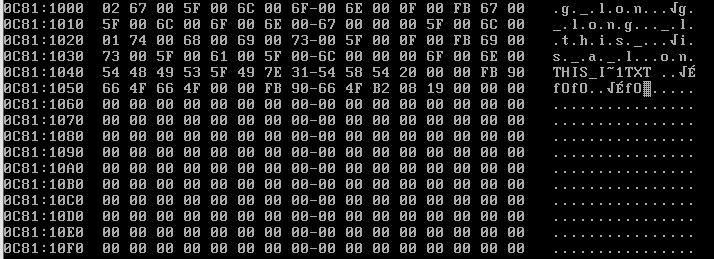 0C81:1000  02 67 00 5F 00 6C 00 6F-00 6E 00 0F 00 FB 67 00   .g._.l.o.n...√g.
0C81:1010  5F 00 6C 00 6F 00 6E 00-67 00 00 00 5F 00 6C 00   _.l.o.n.g..._.l.
0C81:1020  01 74 00 68 00 69 00 73-00 5F 00 0F 00 FB 69 00   .t.h.i.s._...√i.
0C81:1030  73 00 5F 00 61 00 5F 00-6C 00 00 00 6F 00 6E 00   s._.a._.l...o.n.
0C81:1040  54 48 49 53 5F 49 7E 31-54 58 54 20 00 00 FB 90   THIS_I~1TXT ..√É
0C81:1050  66 4F 66 4F 00 00 FB 90-66 4F B2 08 19 00 00 00   fOfO..√ÉfO▓.....
0C81:1060  00 00 00 00 00 00 00 00-00 00 00 00 00 00 00 00   ................
0C81:1070  00 00 00 00 00 00 00 00-00 00 00 00 00 00 00 00   ................
0C81:1080  00 00 00 00 00 00 00 00-00 00 00 00 00 00 00 00   ................
0C81:1090  00 00 00 00 00 00 00 00-00 00 00 00 00 00 00 00   ................
0C81:10A0  00 00 00 00 00 00 00 00-00 00 00 00 00 00 00 00   ................
0C81:10B0  00 00 00 00 00 00 00 00-00 00 00 00 00 00 00 00   ................
0C81:10C0  00 00 00 00 00 00 00 00-00 00 00 00 00 00 00 00   ................
0C81:10D0  00 00 00 00 00 00 00 00-00 00 00 00 00 00 00 00   ................
0C81:10E0  00 00 00 00 00 00 00 00-00 00 00 00 00 00 00 00   ................
0C81:10F0  00 00 00 00 00 00 00 00-00 00 00 00 00 00 00 00   ................